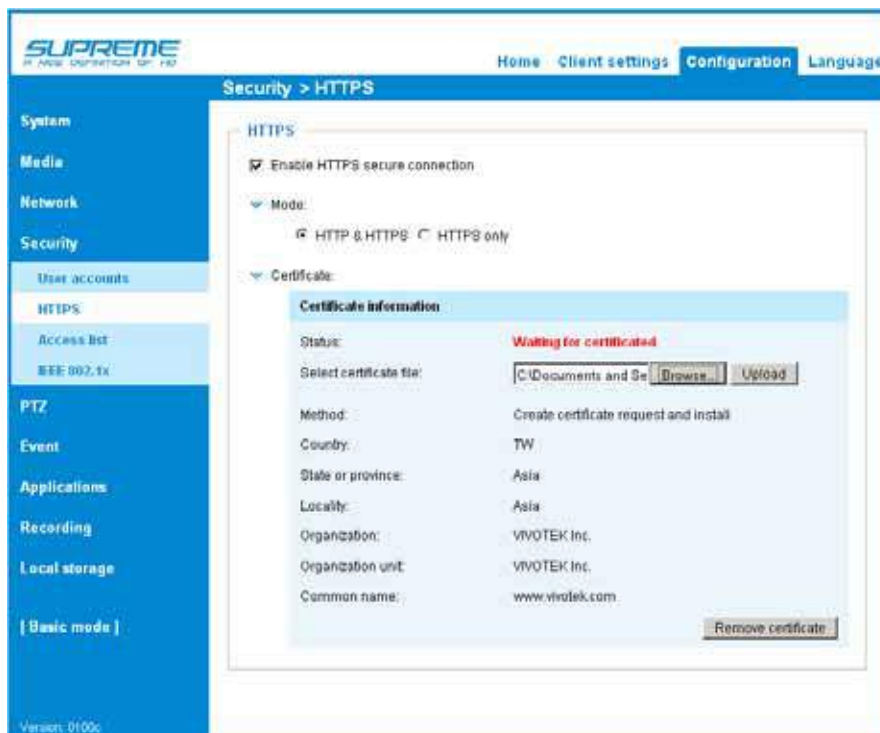 SUPREME
A NEW DEFINITION OF HD
Home Client settings Configuration Language
Security > HTTPS
System
Media
Network
Security
User accounts
HTTPS
Access list
IEEE 802.1x
PTZ
Event
Applications
Recording
Local storage
[ Basic mode ]
Version: 0100c
HTTPS
Enable HTTPS secure connection
Mode:
HTTP & HTTPS HTTPS only
Certificate:
Certificate information
Status: Waiting for certificated
Select certificate file: C:\Documents and Se Browse... Upload
Method: Create certificate request and install
Country: TW
State or province: Asia
Locality: Asia
Organization: VIVOTEK Inc.
Organization unit: VIVOTEK Inc.
Common name: www.vivotek.com
Remove certificate